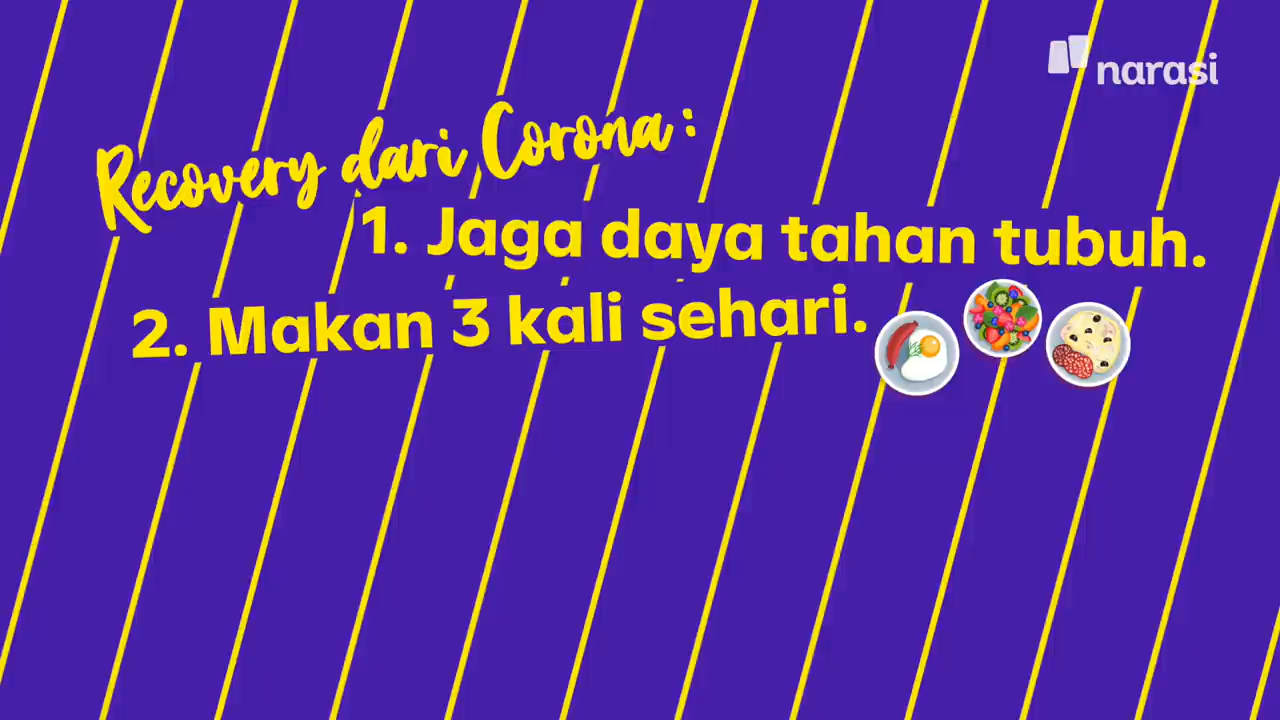 narasi
Recovery dari Corona:
1. Jaga daya tahan tubuh.
2. Makan 3 kali sehari.